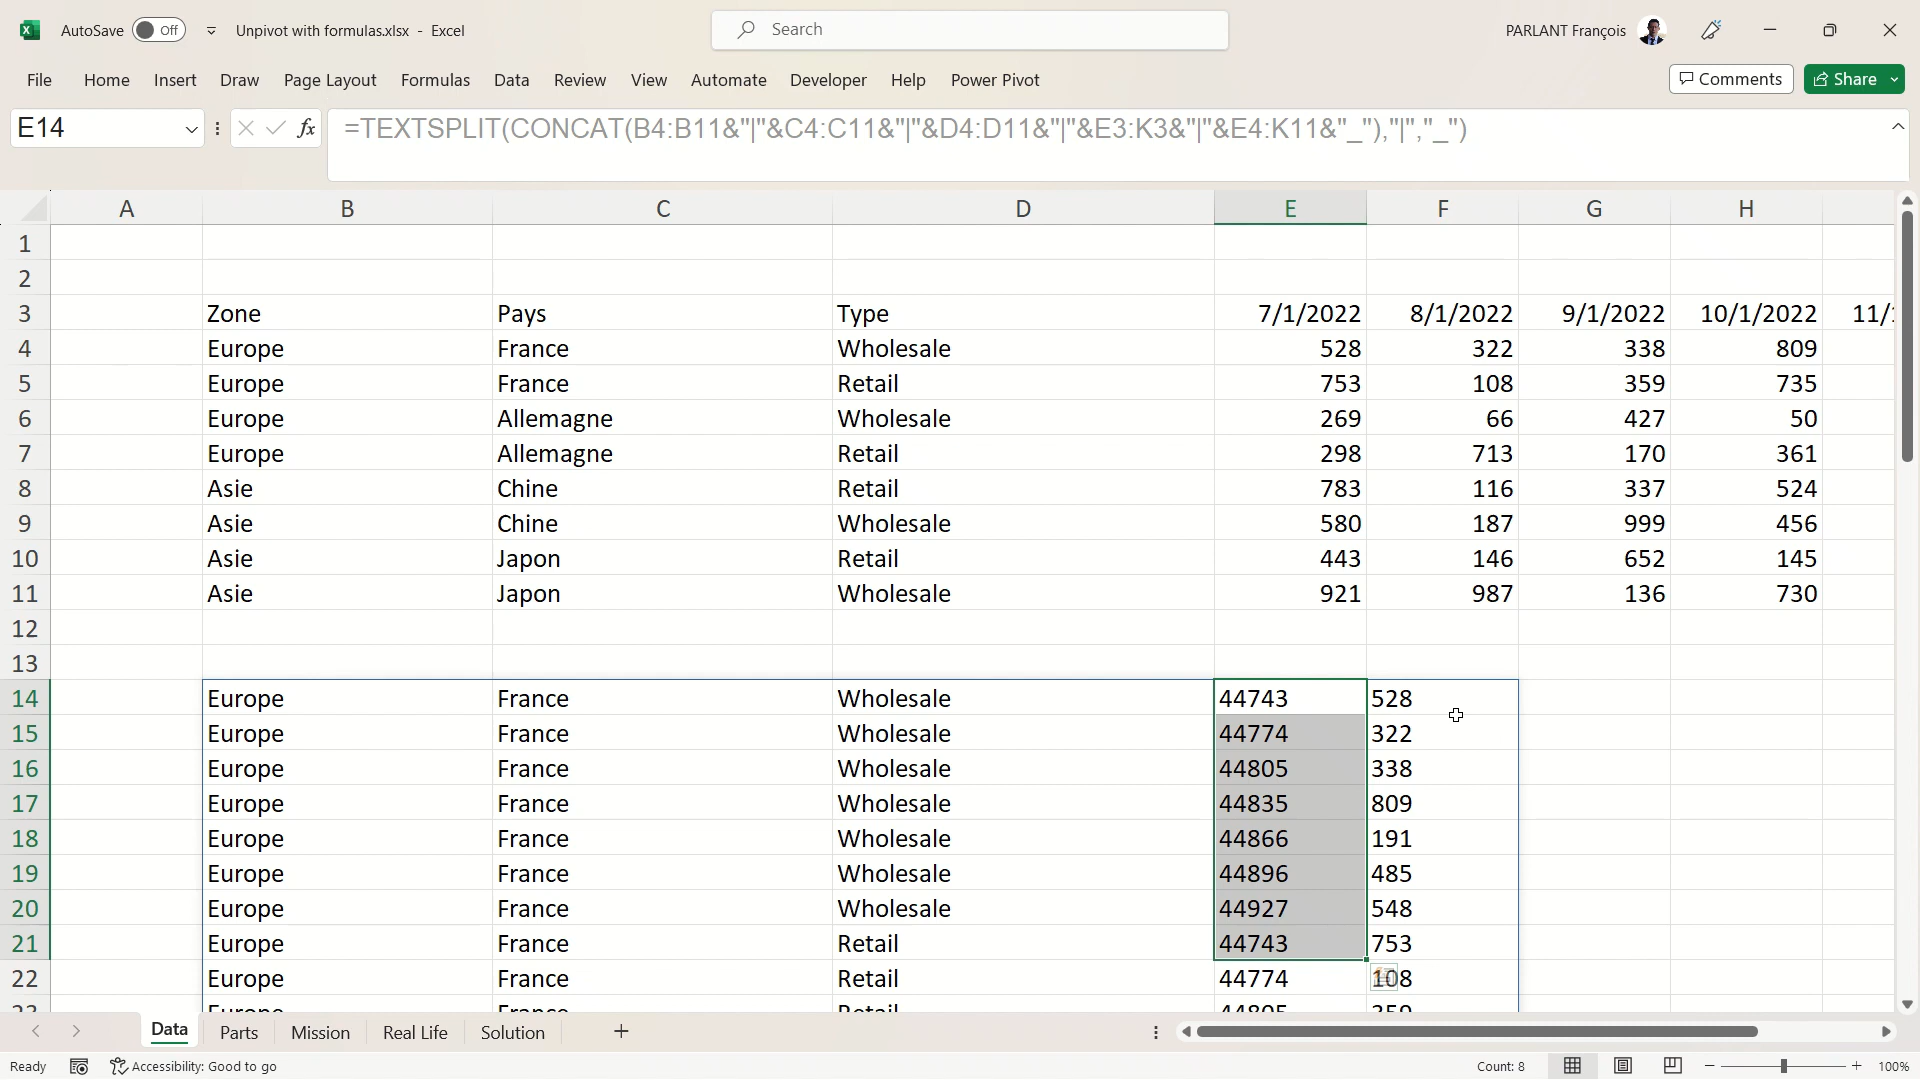 AutoSave Off Unpivot with formulas.xlsx - Excel Search PARLANT François
File Home Insert Draw Page Layout Formulas Data Review View Automate Developer Help Power Pivot Comments Share
E14 fx =TEXTSPLIT(CONCAT(B4:B11&"|"&C4:C11&"|"&D4:D11&"|"&E3:K3&"|"&E4:K11&"_"),"|","_")
A B C D E F G H
1
2
3 Zone Pays Type 7/1/2022 8/1/2022 9/1/2022 10/1/2022 11/
4 Europe France Wholesale 528 322 338 809
5 Europe France Retail 753 108 359 735
6 Europe Allemagne Wholesale 269 66 427 50
7 Europe Allemagne Retail 298 713 170 361
8 Asie Chine Retail 783 116 337 524
9 Asie Chine Wholesale 580 187 999 456
10 Asie Japon Retail 443 146 652 145
11 Asie Japon Wholesale 921 987 136 730
12
13
14 Europe France Wholesale 44743 528
15 Europe France Wholesale 44774 322
16 Europe France Wholesale 44805 338
17 Europe France Wholesale 44835 809
18 Europe France Wholesale 44866 191
19 Europe France Wholesale 44896 485
20 Europe France Wholesale 44927 548
21 Europe France Retail 44743 753
22 Europe France Retail 44774 108
23 Europe France Retail 44805 359
Data Parts Mission Real Life Solution
Ready Accessibility: Good to go Count: 8 100%